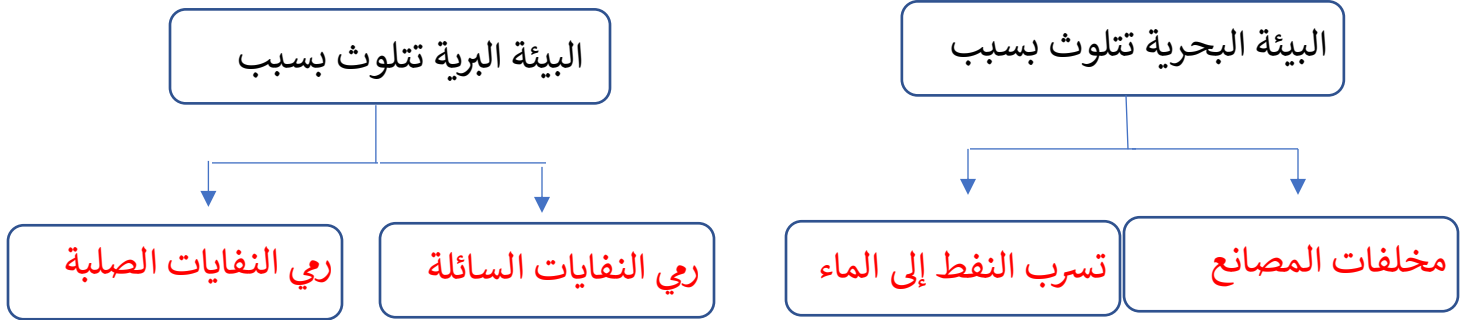 البيئة البحرية تتلوث بسبب
البيئة البرية تتلوث بسبب
مخلفات المصانع
تسرب النفط إلى الماء
رمي النفايات السائلة
رمي النفايات الصلبة